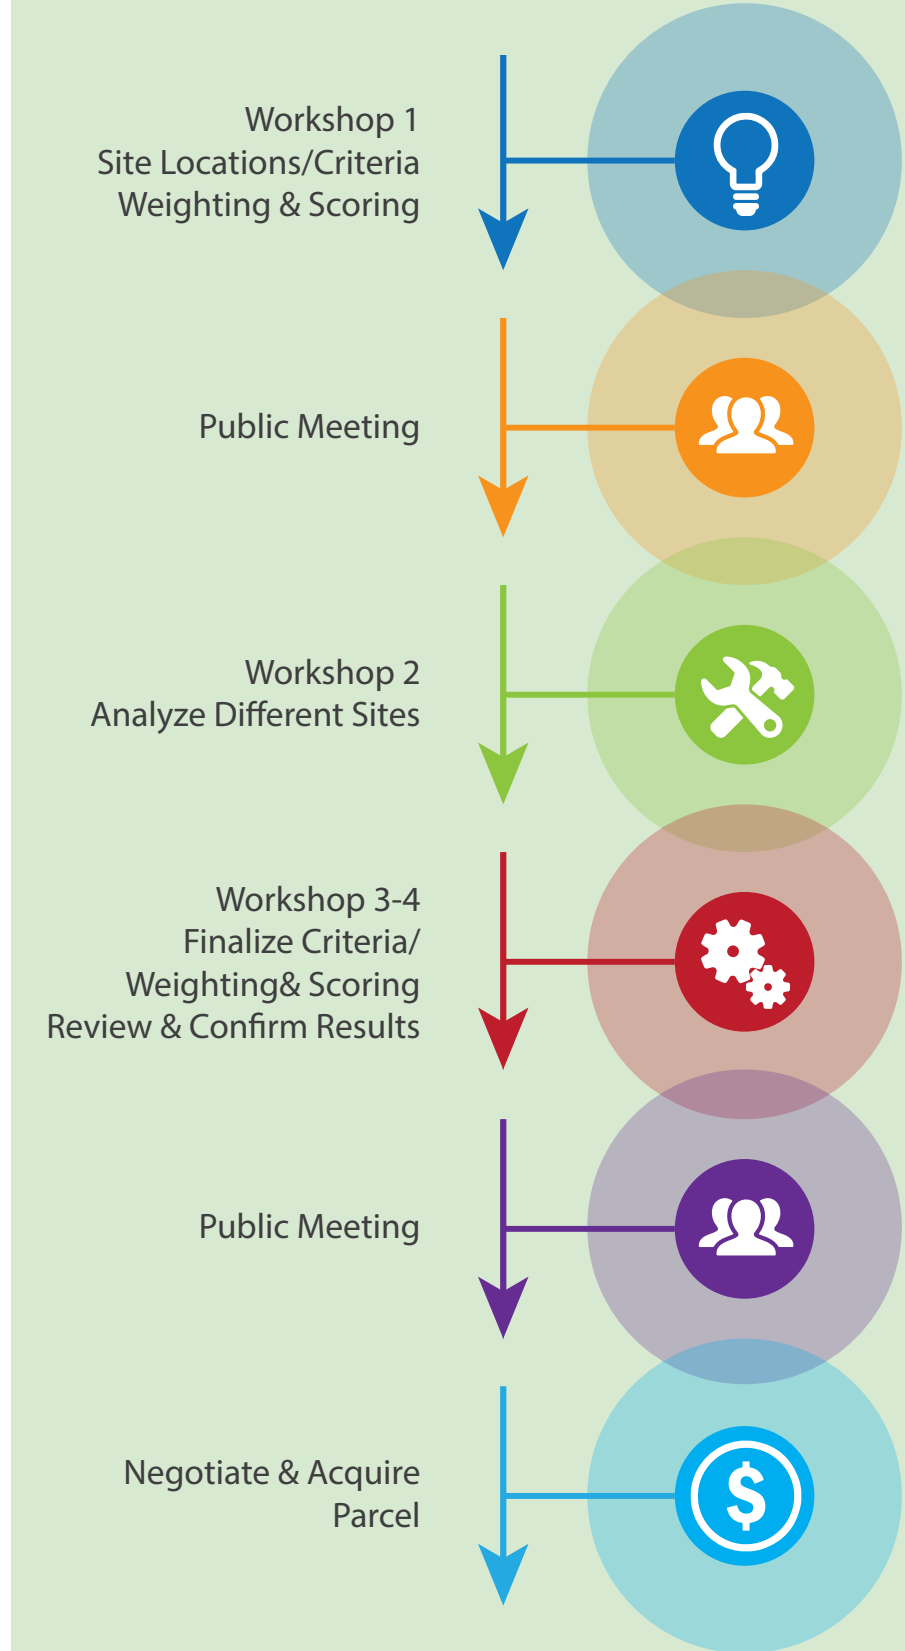 Workshop 1
Site Locations/Criteria
Weighting & Scoring
Public Meeting
Workshop 2
Analyze Different Sites
Workshop 3-4
Finalize Criteria/
Weighting& Scoring
Review & Confirm Results
Public Meeting
Negotiate & Acquire
Parcel
$